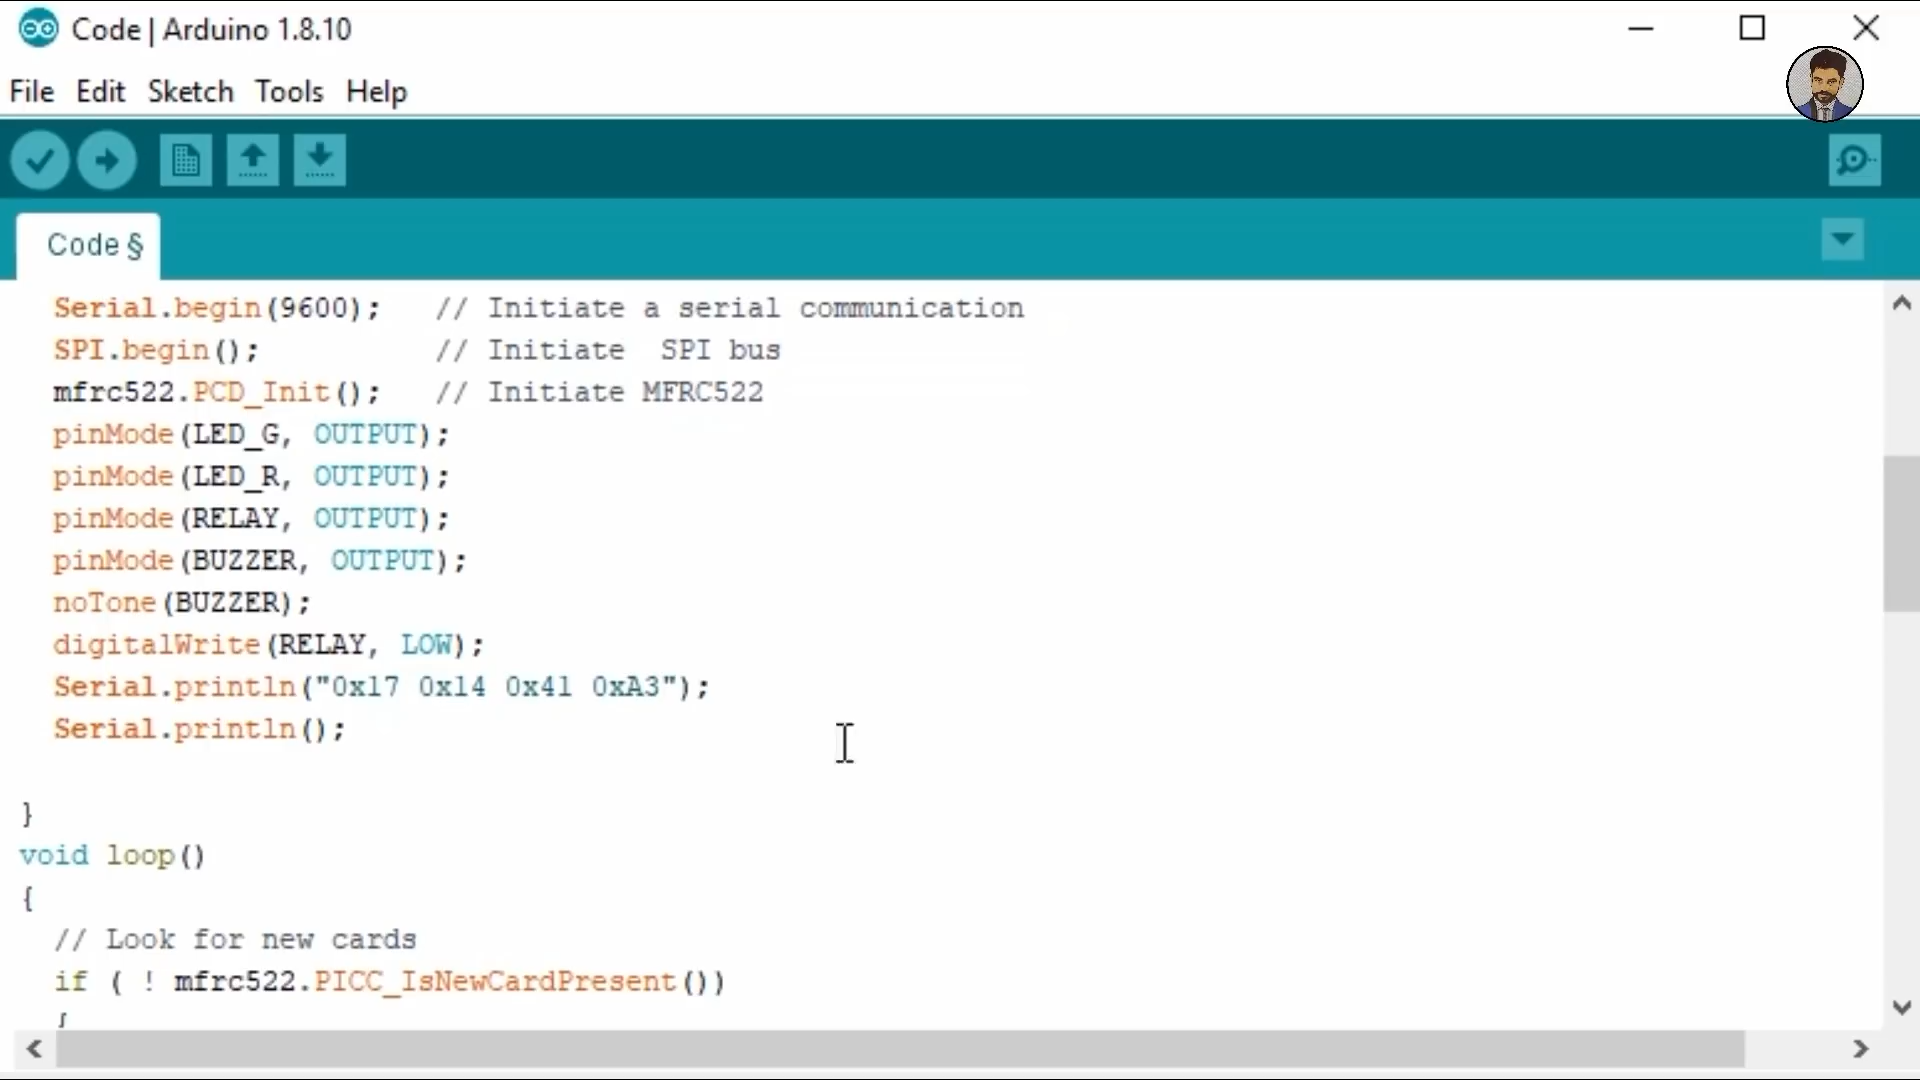 Code | Arduino 1.8.10
File Edit Sketch Tools Help
Code §
Serial.begin(9600);   // Initiate a serial communication
SPI.begin();          // Initiate  SPI bus
mfrc522.PCD_Init();   // Initiate MFRC522
pinMode(LED_G, OUTPUT);
pinMode(LED_R, OUTPUT);
pinMode(RELAY, OUTPUT);
pinMode(BUZZER, OUTPUT);
noTone(BUZZER);
digitalWrite(RELAY, LOW);
Serial.println("0x17 0x14 0x41 0xA3");
Serial.println();
}
void loop()
{
// Look for new cards
if ( ! mfrc522.PICC_IsNewCardPresent())